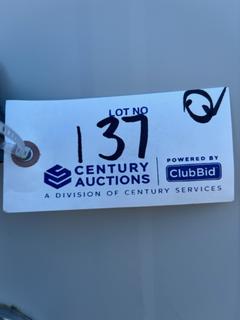 LOT NO
137
CENTURY AUCTIONS
POWERED BY
ClubBid
A DIVISION OF CENTURY SERVICES